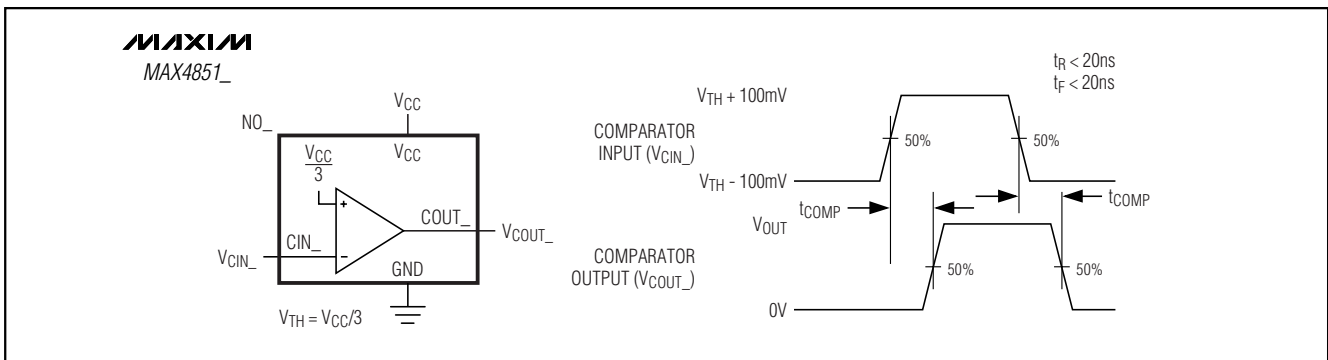 MAXIM
MAX4851_
NO_
VCC
VCC
VCC
3
+
-
CIN_
COUT_
GND
VCIN_
VCOUT_
VTH = VCC/3
tR < 20ns
tF < 20ns
VTH + 100mV
COMPARATOR
INPUT (VCIN_)
50%
50%
VTH - 100mV
tCOMP
tCOMP
VOUT
COMPARATOR
OUTPUT (VCOUT_)
50%
50%
0V